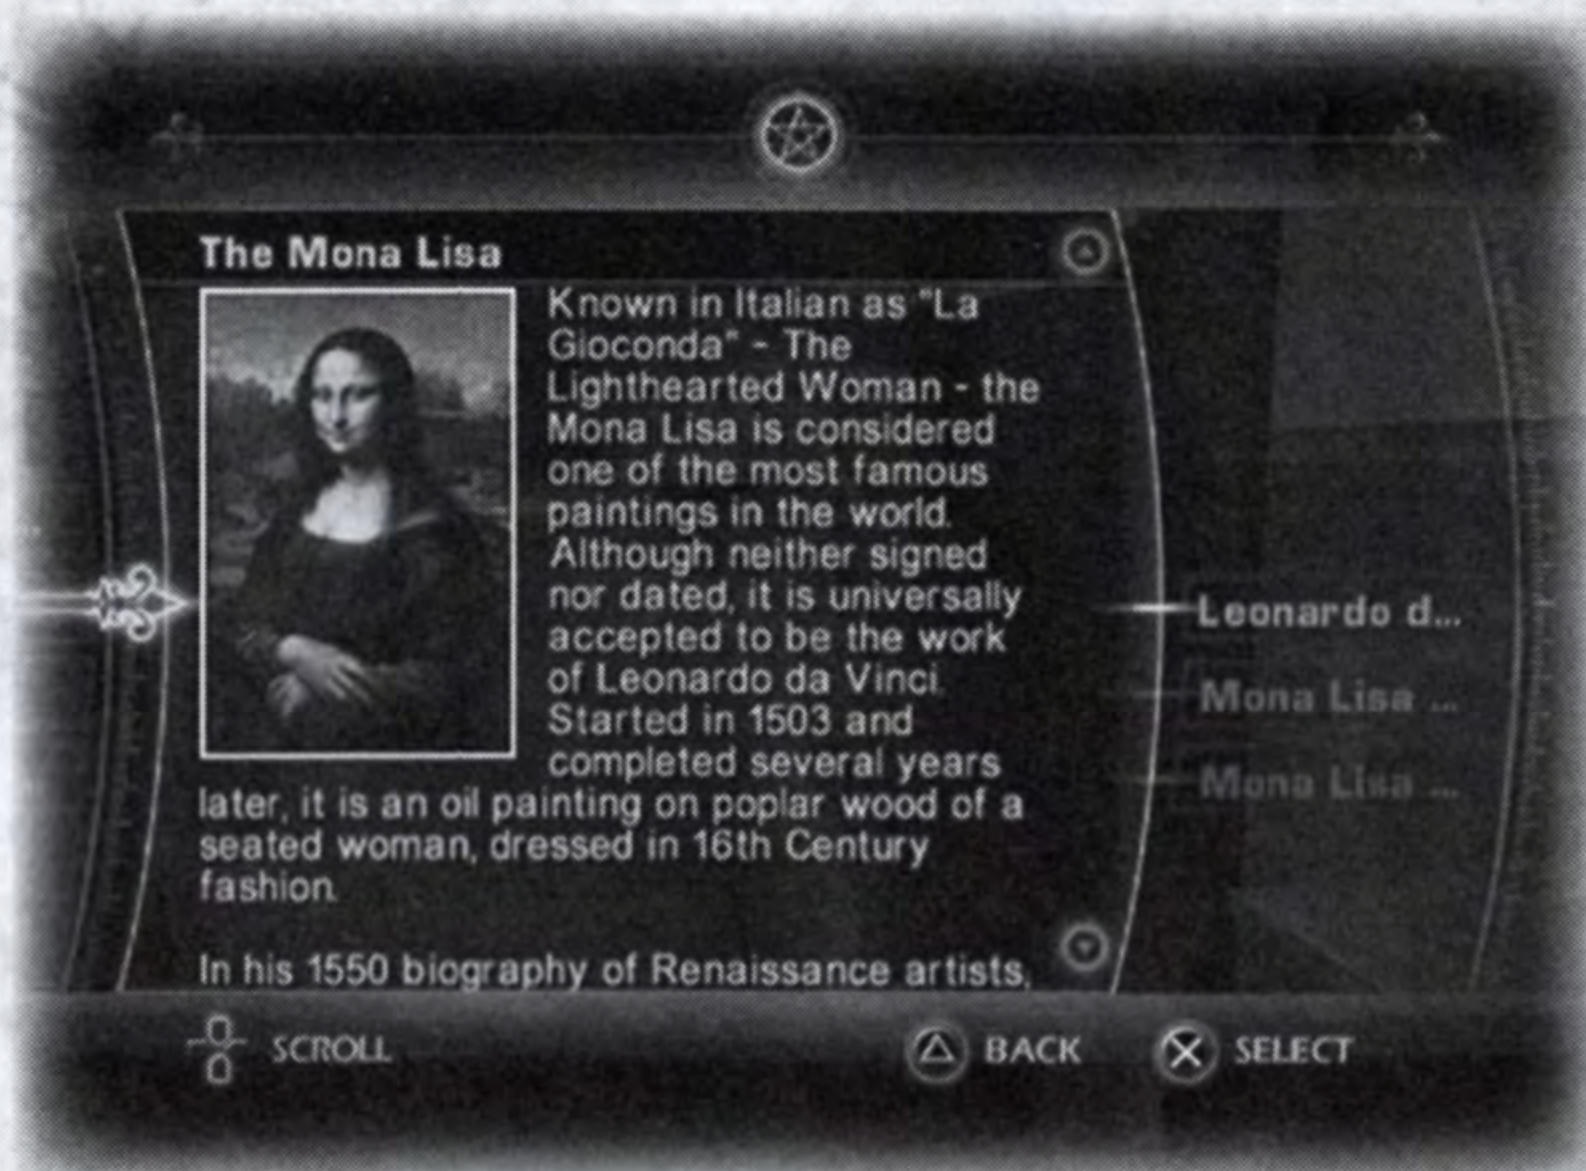 The Mona Lisa
Known in Italian as "La
Gioconda" - The
Lighthearted Woman - the
Mona Lisa is considered
one of the most famous
paintings in the world.
Although neither signed
nor dated, it is universally
accepted to be the work
of Leonardo da Vinci.
Started in 1503 and
completed several years
later, it is an oil painting on poplar wood of a
seated woman, dressed in 16th Century
fashion.
In his 1550 biography of Renaissance artists,
Leonardo d...
Mona Lisa ...
Mona Lisa ...
SCROLL
BACK
SELECT